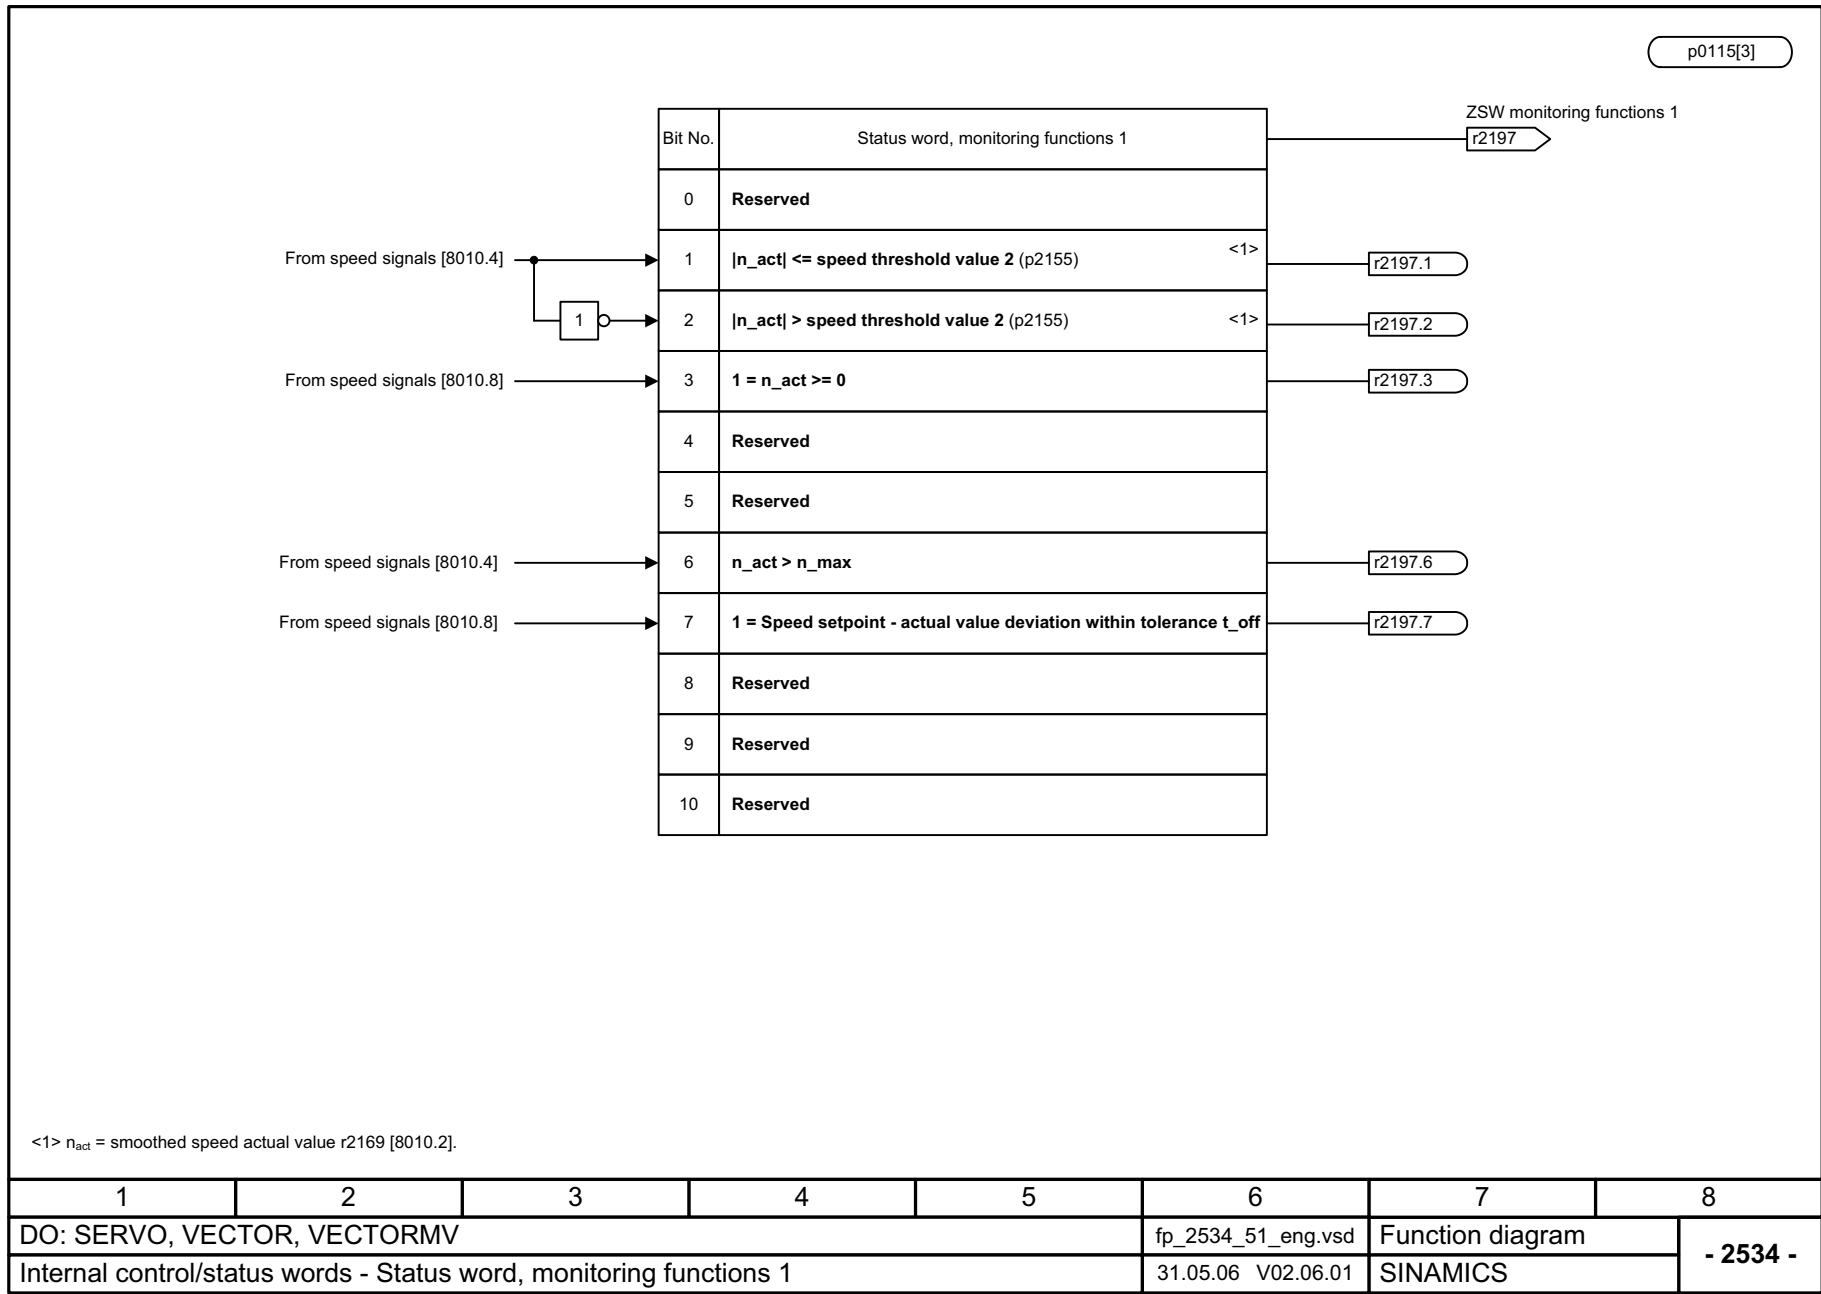 p0115[3]
ZSW monitoring functions 1
Bit No. Status word, monitoring functions 1 r2197
0 Reserved
From speed signals [8010.4] 1 |n_act| <= speed threshold value 2 (p2155) <1> r2197.1
1 2 |n_act| > speed threshold value 2 (p2155) <1> r2197.2
From speed signals [8010.8] 3 1 = n_act >= 0 r2197.3
4 Reserved
5 Reserved
From speed signals [8010.4] 6 n_act > n_max r2197.6
From speed signals [8010.8] 7 1 = Speed setpoint - actual value deviation within tolerance t_off r2197.7
8 Reserved
9 Reserved
10 Reserved
<1> nact = smoothed speed actual value r2169 [8010.2].
1 2 3 4 5 6 7 8
DO: SERVO, VECTOR, VECTORMV fp_2534_51_eng.vsd Function diagram
- 2534 -
Internal control/status words - Status word, monitoring functions 1 31.05.06 V02.06.01 SINAMICS